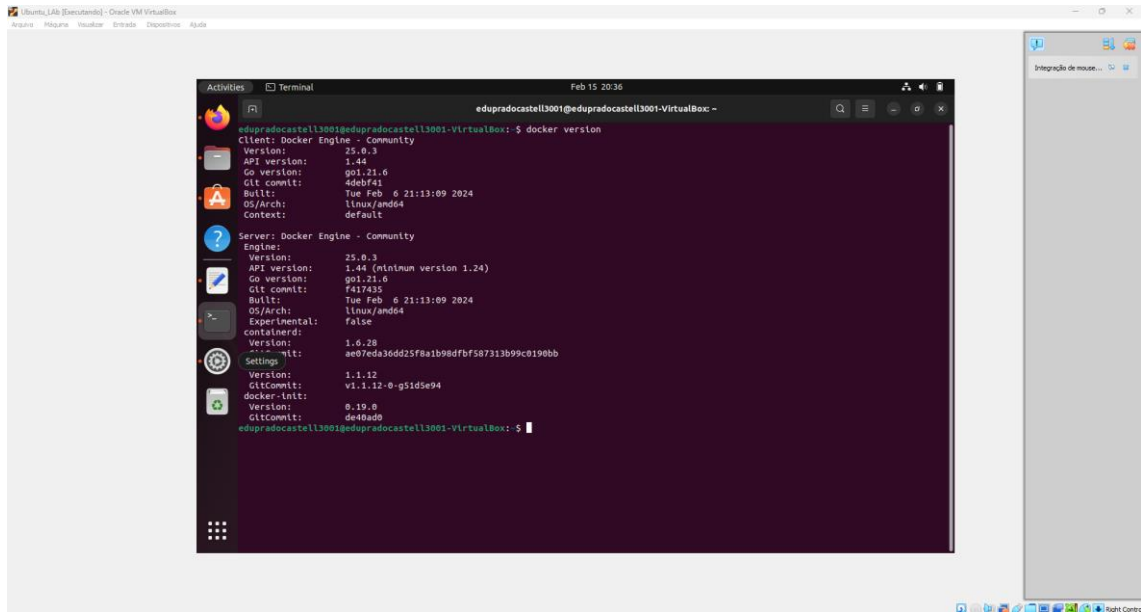 Ubuntu_LAb [Executando] - Oracle VM VirtualBox
Arquivo Máquina Visualizar Entrada Dispositivos Ajuda
Integração de mouse...
Activities Terminal Feb 15 20:36
edupradocastell3001@edupradocastell3001-VirtualBox: ~
edupradocastell3001@edupradocastell3001-VirtualBox:~$ docker version
Client: Docker Engine - Community
Version: 25.0.3
API version: 1.44
Go version: go1.21.6
Git commit: 4debf41
Built: Tue Feb 6 21:13:09 2024
OS/Arch: linux/amd64
Context: default
Server: Docker Engine - Community
Engine:
Version: 25.0.3
API version: 1.44 (minimum version 1.24)
Go version: go1.21.6
Git commit: f417435
Built: Tue Feb 6 21:13:09 2024
OS/Arch: linux/amd64
Experimental: false
containerd:
Version: 1.6.28
ae07eda36dd25f8a1b98dfbf587313b99c0190bb
Settings
Version: 1.1.12
GitCommit: v1.1.12-0-g51d5e94
docker-init:
Version: 0.19.0
GitCommit: de40ad0
edupradocastell3001@edupradocastell3001-VirtualBox:~$
Right Control